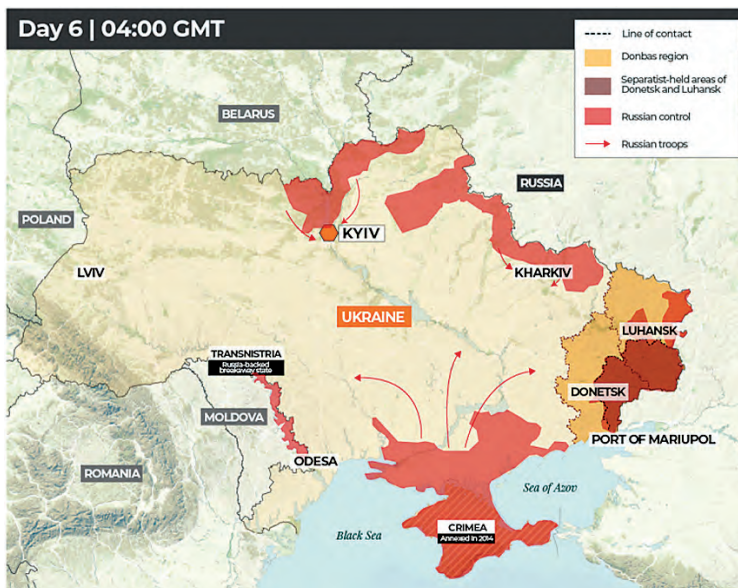 Day 6 | 04:00 GMT
Line of contact
Donbas region
Separatist-held areas of
Donetsk and Luhansk
Russian control
Russian troops
BELARUS
RUSSIA
POLAND
KYIV
LVIV
KHARKIV
UKRAINE
LUHANSK
TRANSNISTRIA
Russia-backed
breakaway state
DONETSK
MOLDOVA
PORT OF MARIUPOL
ODESA
ROMANIA
Sea of Azov
Black Sea
CRIMEA
Annexed in 2014